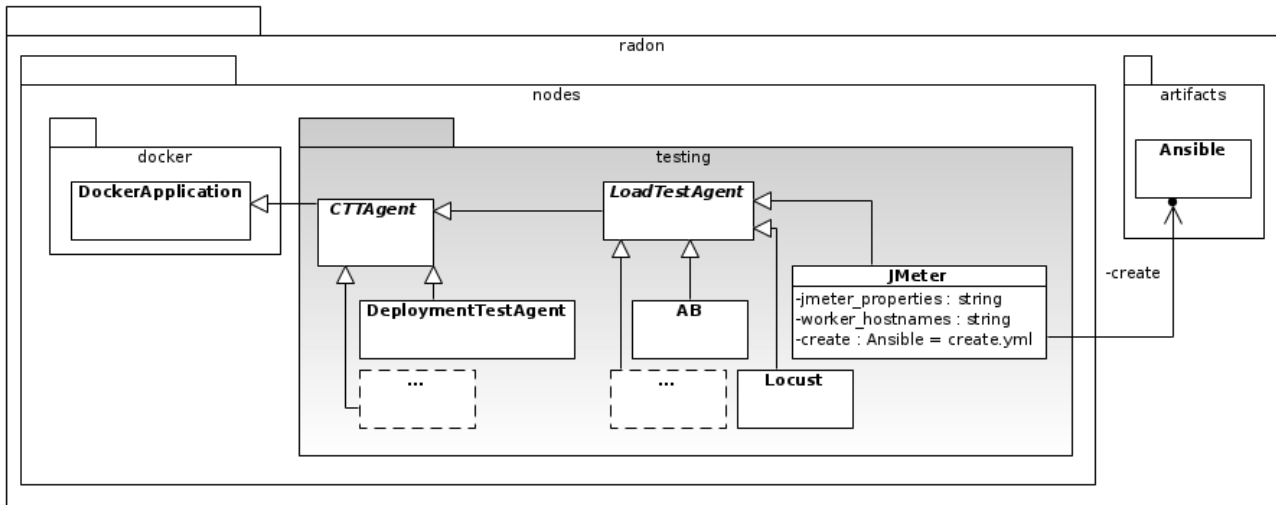 radon
nodes
artifacts
docker
testing
Ansible
DockerApplication
CTTAgent
LoadTestAgent
-create
JMeter
-jmeter_properties : string
-worker_hostnames : string
-create : Ansible = create.yml
DeploymentTestAgent
AB
...
...
Locust